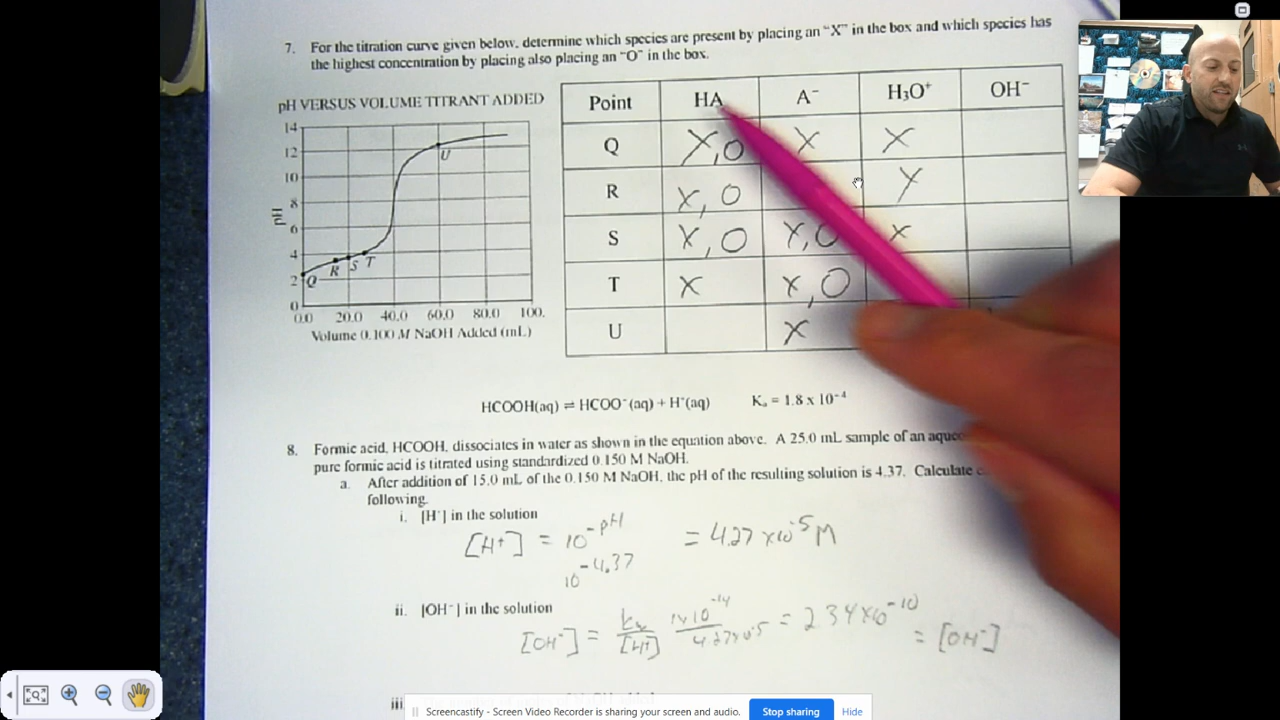 7. For the titration curve given below, determine which species are present by placing an "X" in the box and which species has
the highest concentration by placing also placing an "O" in the box.
pH VERSUS VOLUME TITRANT ADDED
14
12
10
8
6
4
2
0
pH
Q
R
S
T
U
0.0 20.0 40.0 60.0 80.0 100.
Volume 0.100 M NaOH Added (mL)
Point HA A⁻ H₃O⁺ OH⁻
Q X,O X X
R X,O X
S X,O X,O X
T X X,O
U X
HCOOH(aq) ⇌ HCOO⁻(aq) + H⁺(aq) Kₐ = 1.8 x 10⁻⁴
8. Formic acid, HCOOH, dissociates in water as shown in the equation above. A 25.0 mL sample of an
pure formic acid is titrated using standardized 0.150 M NaOH.
a. After addition of 15.0 mL of the 0.150 M NaOH, the pH of the resulting solution is 4.37. Calculate
following.
i. [H⁺] in the solution
[H⁺] = 10^-pH = 4.27 x10⁻⁵ M
10^-4.37
ii. [OH⁻] in the solution
[OH⁻] = Kw/[H⁺] 1x10⁻¹⁴/4.27x10⁻⁵ = 2.34x10⁻¹⁰ = [OH⁻]
iii
Screencastify - Screen Video Recorder is sharing your screen and audio. Stop sharing Hide